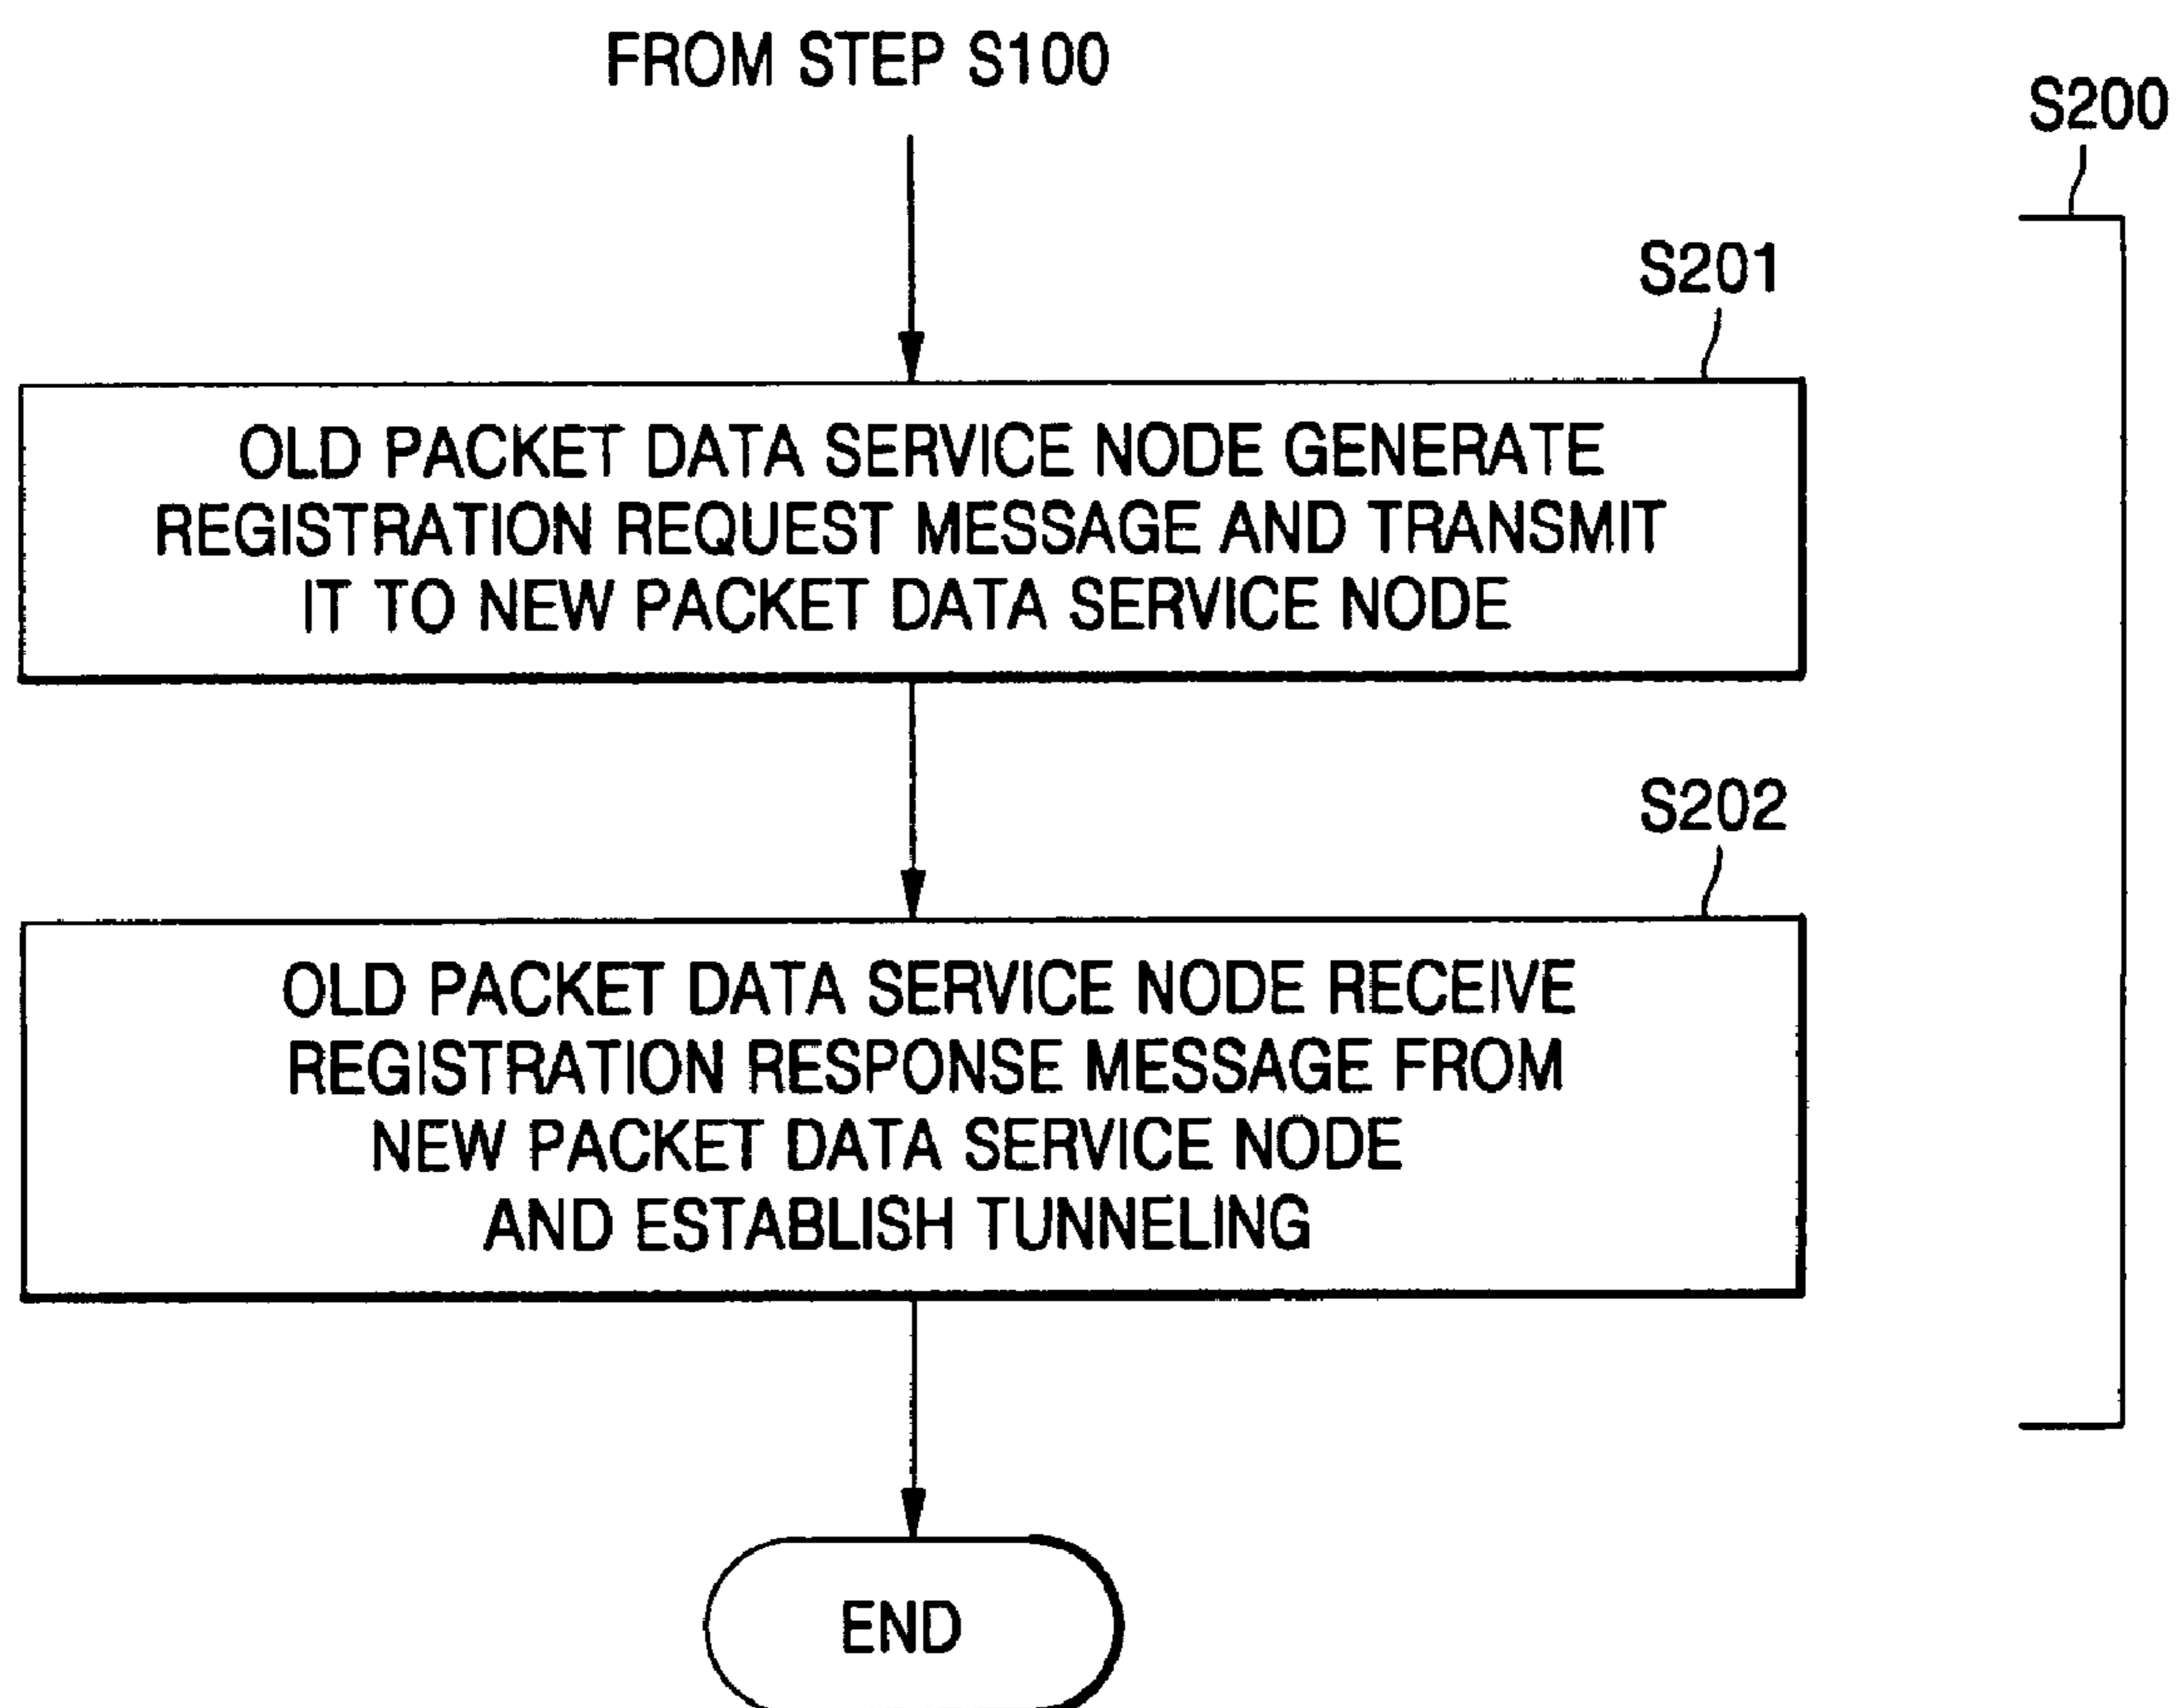 FROM STEP S100
S200
S201
OLD PACKET DATA SERVICE NODE GENERATE
REGISTRATION REQUEST MESSAGE AND TRANSMIT
IT TO NEW PACKET DATA SERVICE NODE
S202
OLD PACKET DATA SERVICE NODE RECEIVE
REGISTRATION RESPONSE MESSAGE FROM
NEW PACKET DATA SERVICE NODE
AND ESTABLISH TUNNELING
END